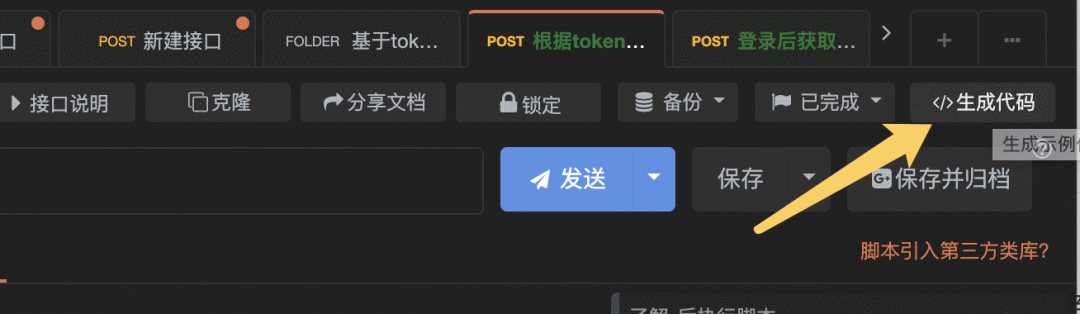 口 POST 新建接口 FOLDER 基于tok... POST 根据token... POST 登录后获取...
接口说明 克隆 分享文档 锁定 备份 已完成 </>生成代码
生成示例
发送 保存 保存并归档
脚本引入第三方类库?
了解 后执行脚本